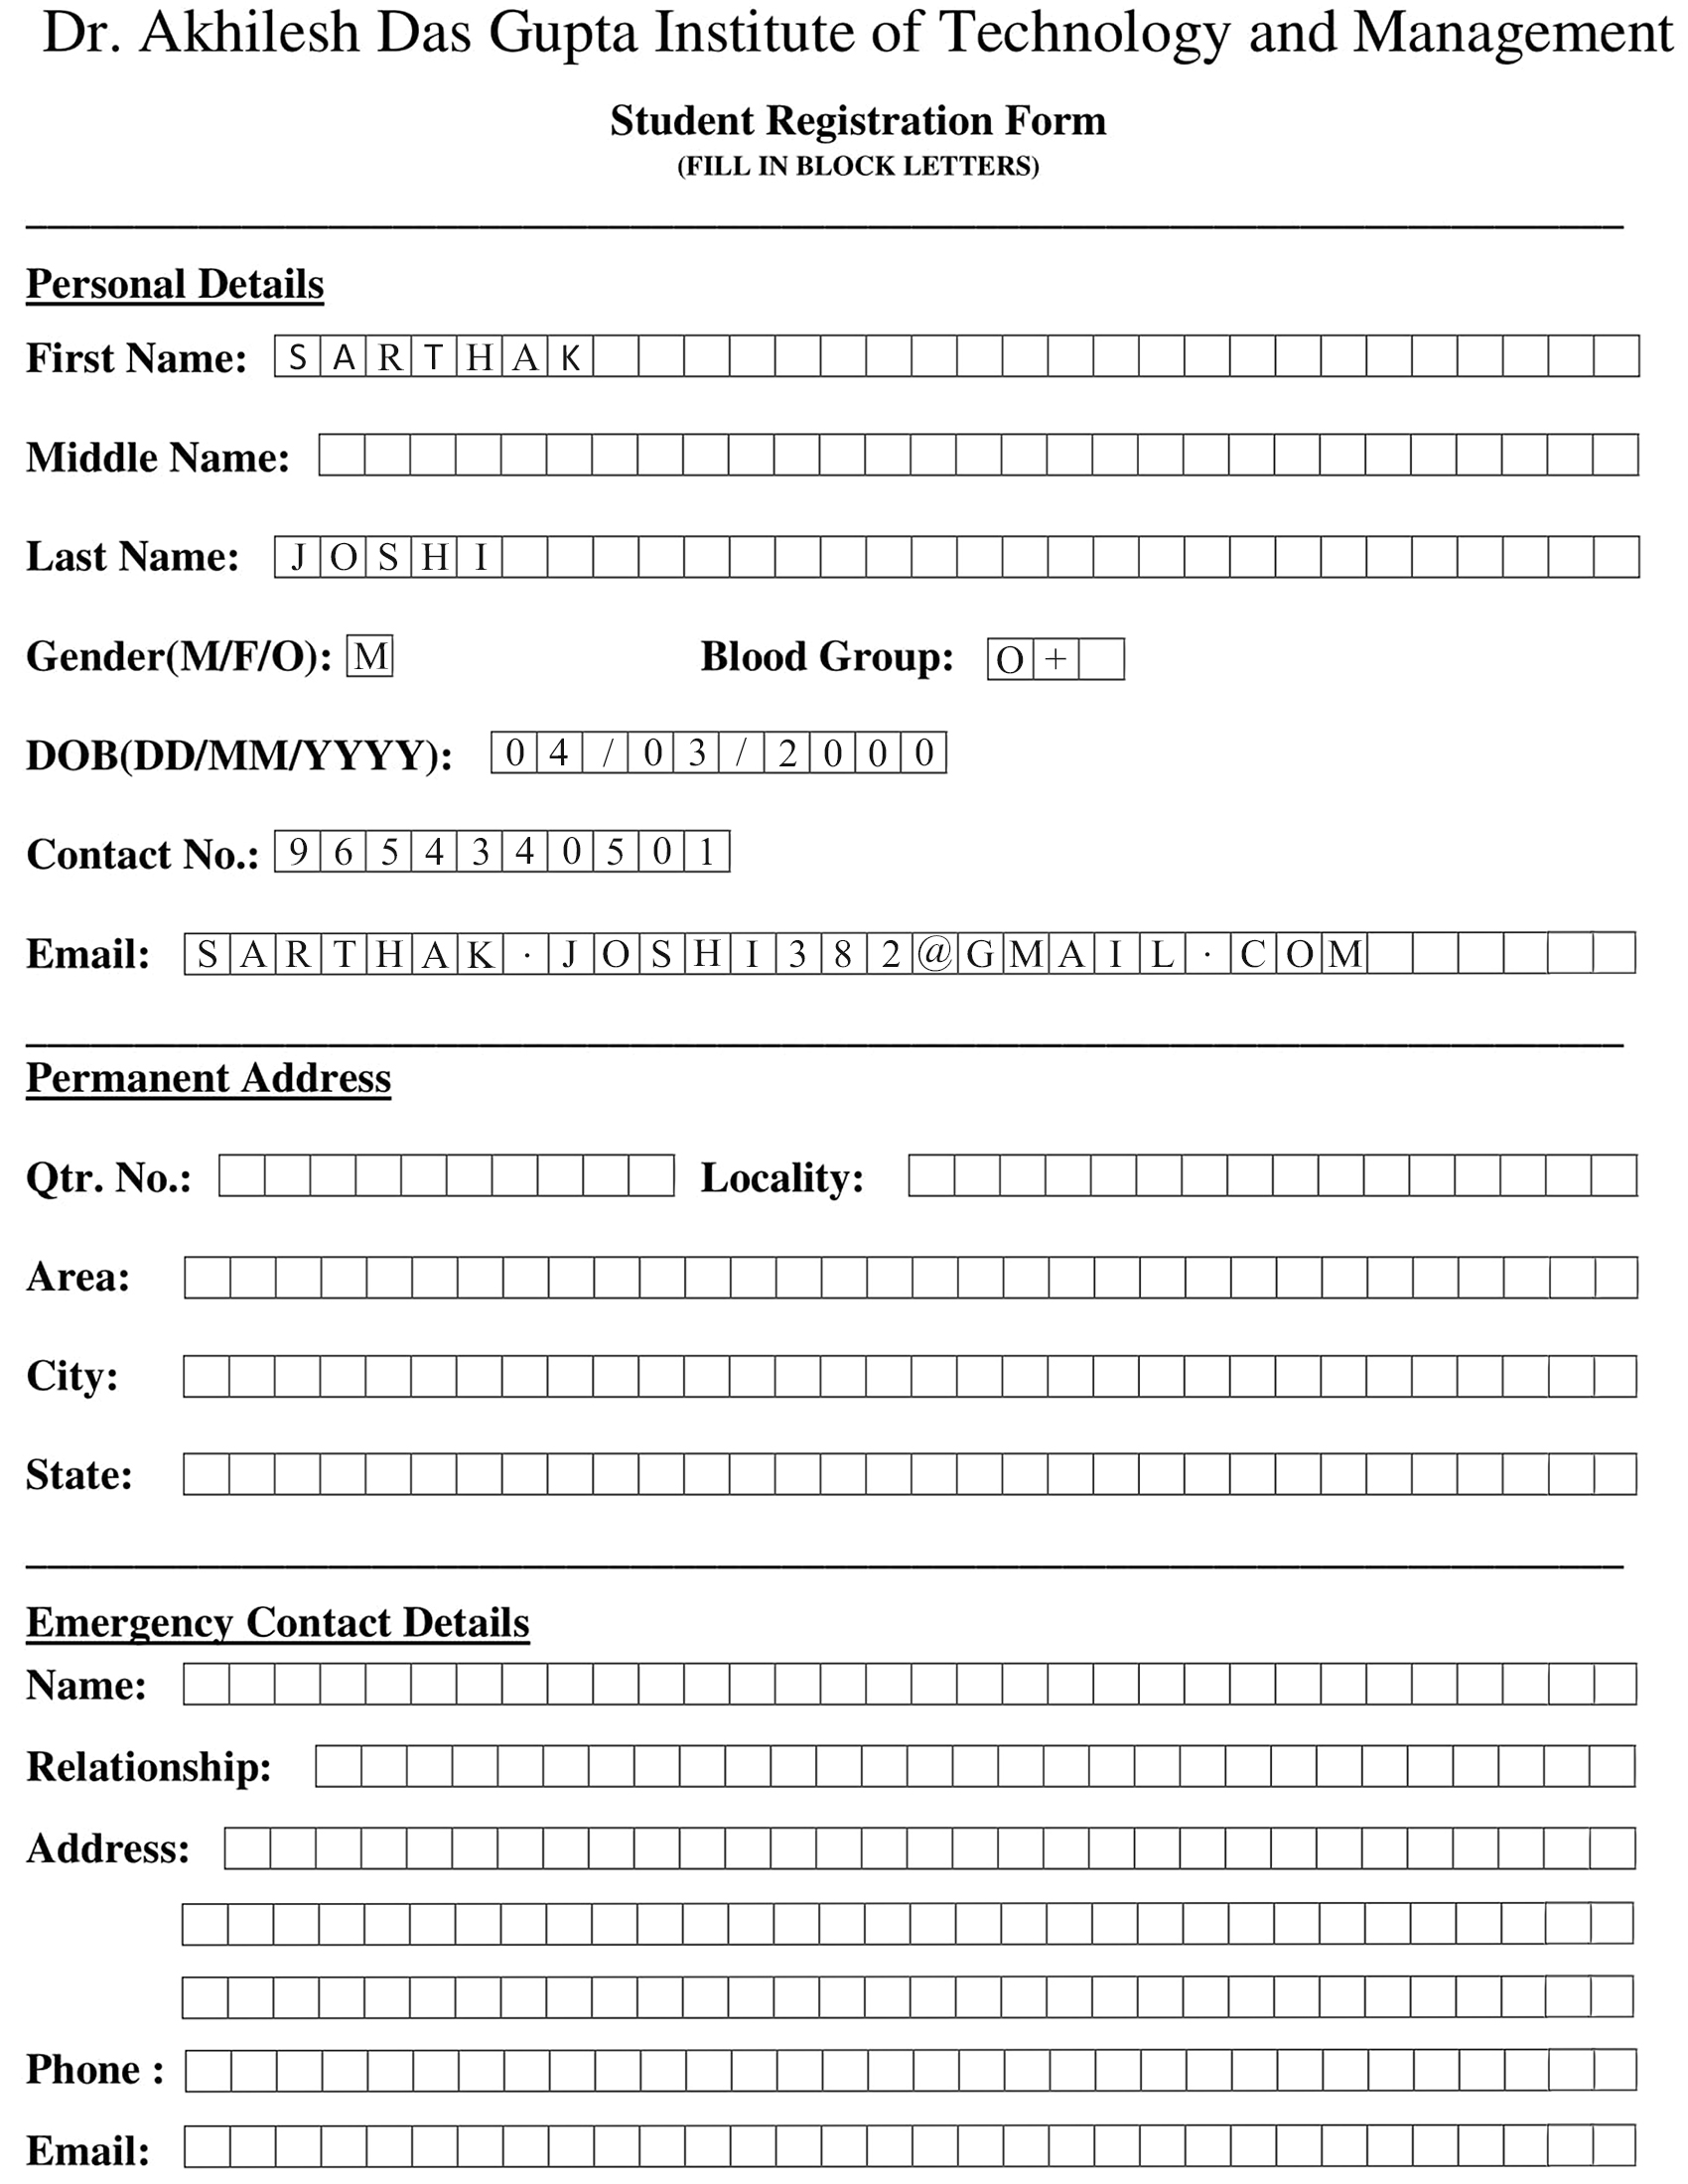 Dr. Akhilesh Das Gupta Institute of Technology and Management
Student Registration Form
(FILL IN BLOCK LETTERS)
Personal Details
First Name: SARTHAK
Middle Name:
Last Name: JOSHI
Gender(M/F/O): M Blood Group: O+
DOB(DD/MM/YYYY): 04/03/2000
Contact No.: 9654340501
Email: SARTHAK.JOSHI382@GMAIL.COM
Permanent Address
Qtr. No.: Locality:
Area:
City:
State:
Emergency Contact Details
Name:
Relationship:
Address:
Phone :
Email: